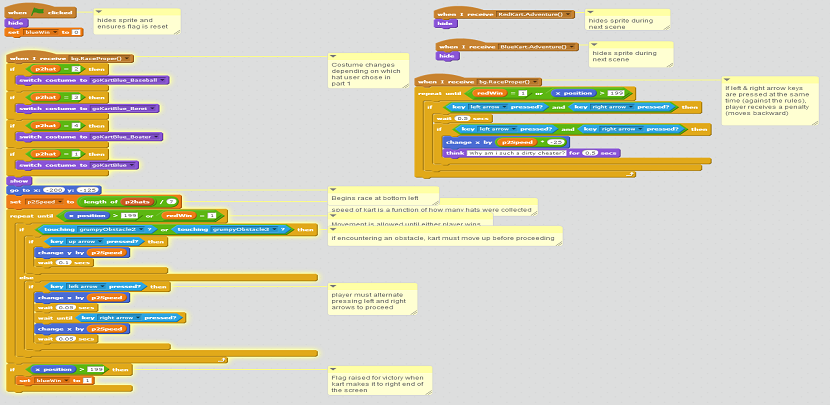 when clicked
hide
set blueWin to 0
hides sprite and
ensures flag is reset
when I receive bg.RaceProper()
if p2hat = 2 then
switch costume to goKartBlue_Baseball
if p2hat = 3 then
switch costume to goKartBlue_Beret
if p2hat = 4 then
switch costume to goKartBlue_Boater
if p2hat = 1 then
switch costume to goKartBlue
show
go to x: -200 y: -125
set p2Speed to length of p2hats / 7
repeat until x position > 199 or redWin = 1
if touching grumpyObstacle2 ? or touching grumpyObstacle3 ? then
if key up arrow pressed? then
change y by p2Speed
wait 0.1 secs
else
if key left arrow pressed? then
change x by p2Speed
wait 0.05 secs
wait until key right arrow pressed?
change x by p2Speed
wait 0.05 secs
if x position > 199 then
set blueWin to 1
Costume changes
depending on which
hat user chose in
part 1
Begins race at bottom left
speed of kart is a function of how many hats were collected
Movement is allowed until either player wins
if encountering an obstacle, kart must move up before proceeding
player must alternate
pressing left and right
arrows to proceed
Flag raised for victory when
kart makes it to right end of
the screen
when I receive RedKart.Adventure()
hide
hides sprite during
next scene
when I receive BlueKart.Adventure()
hide
hides sprite during
next scene
when I receive bg.RaceProper()
repeat until redWin = 1 or x position > 199
if key left arrow pressed? and key right arrow pressed? then
wait 0.5 secs
if key left arrow pressed? and key right arrow pressed? then
change x by p2Speed * -25
think Why am i such a dirty cheater? for 0.5 secs
If left & right arrow keys
are pressed at the same
time (against the rules),
player receives a penalty
(moves backward)